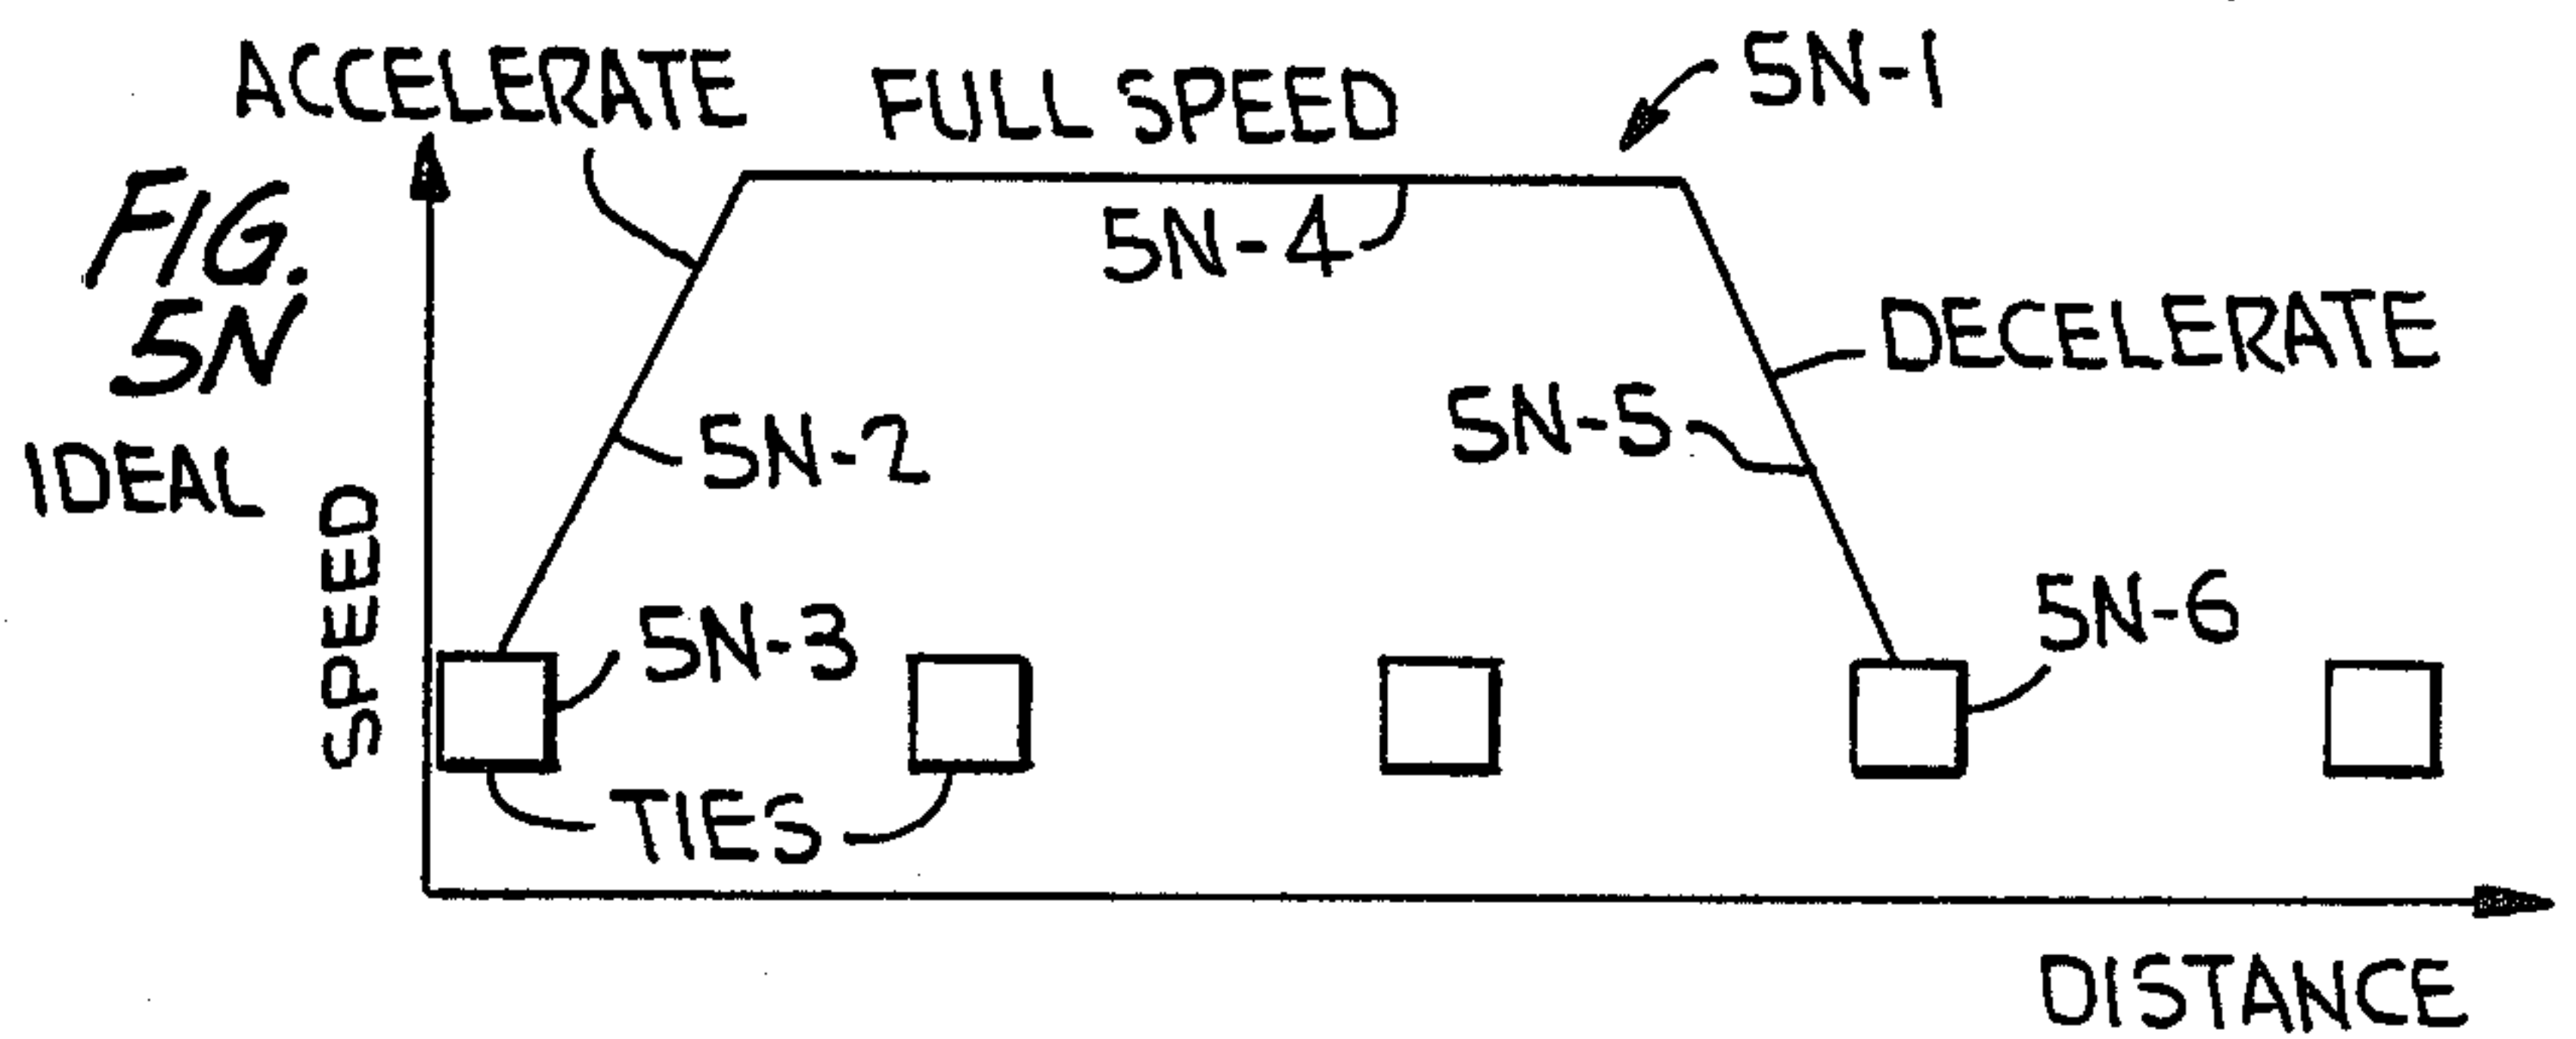 ACCELERATE
FULL SPEED
5N-1
FIG.
5N
IDEAL
5N-4
DECELERATE
5N-2
5N-5
SPEED
5N-3
5N-6
TIES
DISTANCE